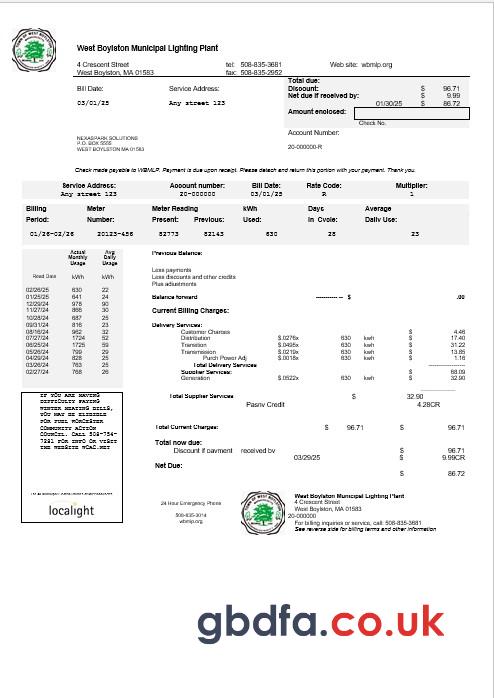 West Boylston Municipal Lighting Plant
4 Crescent Street tel: 508-835-3681 Web site: wbmlp.org
West Boylston, MA 01583 fax: 508-835-2952
Total due:
Bill Date: Service Address: Discount: $ 96.71
Net due if received by: $ 9.99
03/01/25 Any street 123 01/30/25 $ 86.72
Amount enclosed:
Check No.
Account Number:
NEXASPARK SOLUTIONS
P.O. BOX 5555
WEST BOYLSTON MA 01583
20-000000-R
Check made payable to WBMLP. Payment is due upon receipt. Please detach and return this portion with your payment. Thank you.
Service Address: Account number: Bill Date: Rate Code: Multiplier:
Any street 123 20-000000 03/01/25 R 1
Billing Meter Meter Reading kWh Days Average
Period: Number: Present: Previous: Used: In Cycle: Daily Use:
01/26-02/26 20123-456 82773 82143 630 28 23
Actual Monthly Usage Avg Daily Usage
Read Date kWh kWh
02/26/25 630 22
01/25/25 641 24
12/29/24 978 90
11/27/24 866 30
10/28/24 687 25
09/31/24 816 23
08/16/24 962 32
07/27/24 1724 52
06/25/24 1725 59
05/26/24 799 29
04/29/24 828 25
03/26/24 763 25
02/27/24 768 26
Previous Balance:
Less payments
Less discounts and other credits
Plus adjustments
Balance forward ------------ -- $ .00
Current Billing Charges:
Delivery Services:
Customer Charges $ 4.46
Distribution $.0276x 630 kwh $ 17.40
Transition $.0495x 630 kwh $ 31.22
Transmission $.0219x 630 kwh $ 13.85
Purch Power Adj $.0018x 630 kwh $ 1.16
Total Delivery Services
Supplier Services: $ 68.09
Generation $.0522x 630 kwh $ 32.90
Total Supplier Services $ 32.90
Pasny Credit 4.28CR
Total Current Charges: $ 96.71 $ 96.71
Total now due: $ 96.71
Discount if payment received by
03/29/25 $ 9.99CR
Net Due:
$ 86.72
IF YOU ARE HAVING
DIFFICULTY PAYING
WINTER HEATING BILLS,
YOU MAY BE ELIGIBLE
FOR FUEL WORCESTER
COMMUNITY ACTION
COUNCIL. CALL 508-754-
7281 FOR INFO OR VISIT
THE WEBSITE WCAC.NET
localight
24 Hour Emergency Phone
508-835-3014
wbmlp.org
West Boylston Municipal Lighting Plant
4 Crescent Street
West Boylston, MA 01583
20-000000
For billing inquiries or service, call: 508-835-3681
See reverse side for billing terms and other information
gbdfa.co.uk